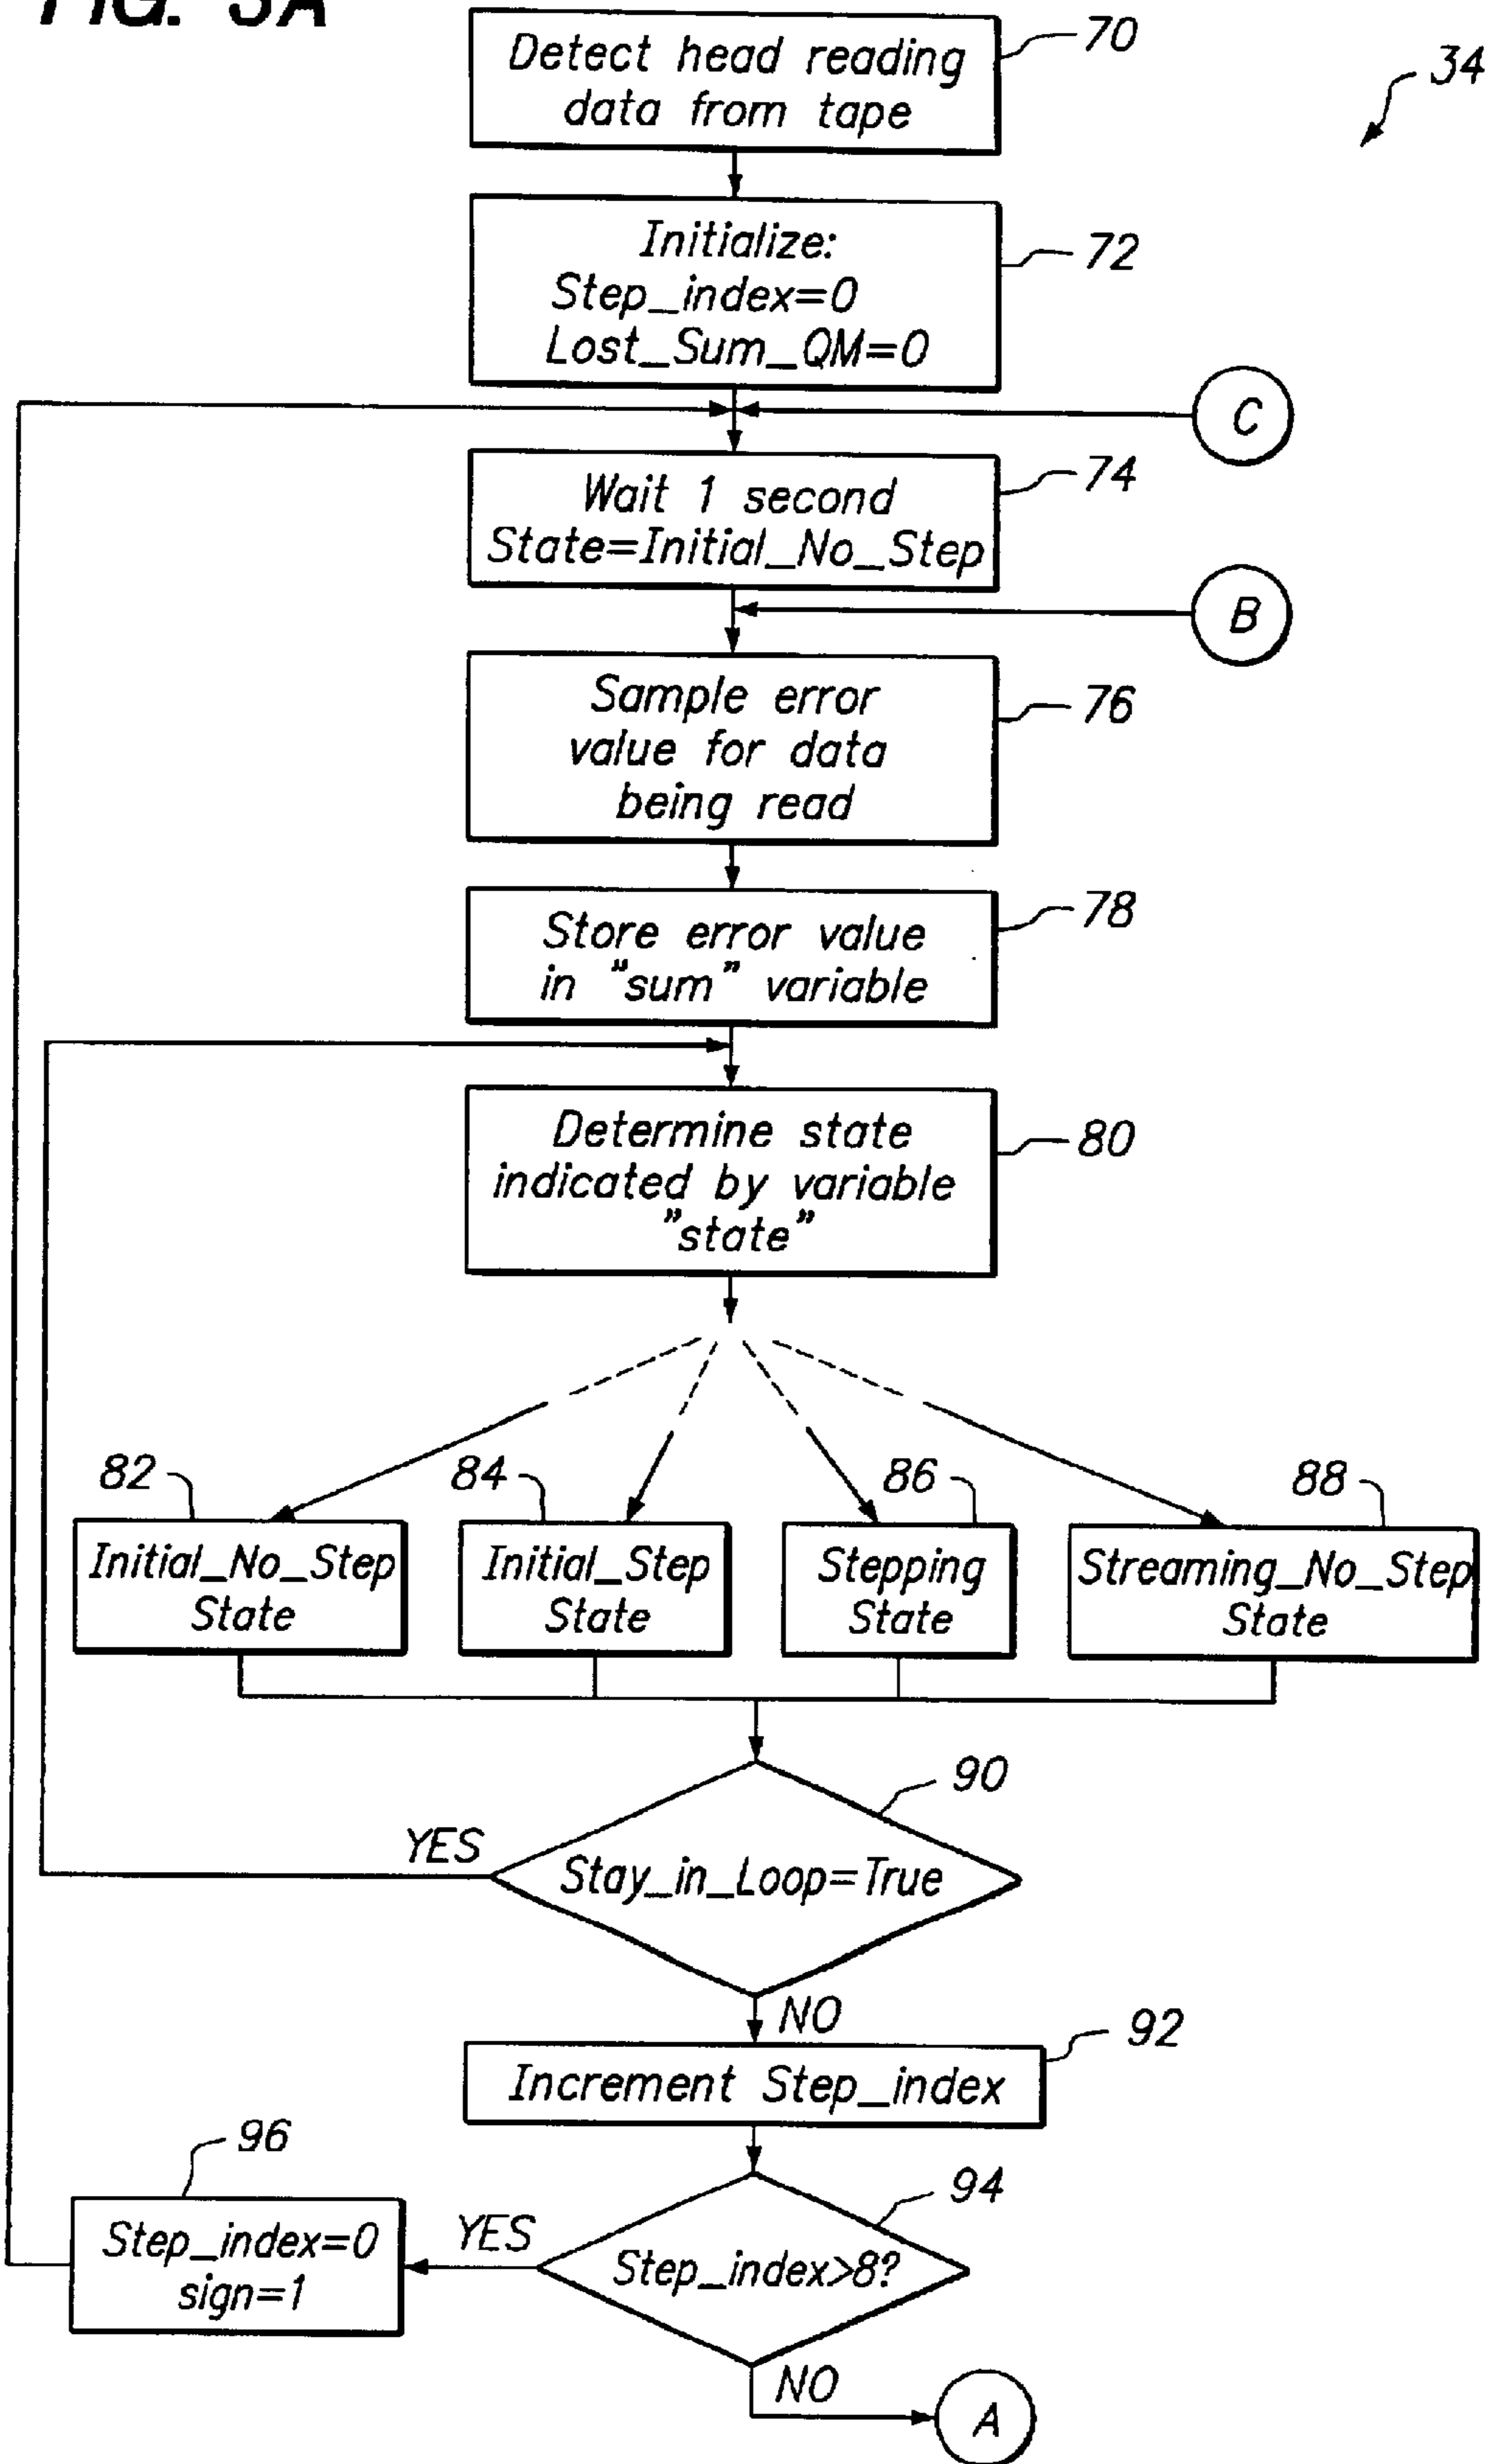 FIG. 3A
Detect head reading
data from tape
70
34
Initialize:
Step_index=0
Lost_Sum_QM=0
72
C
Wait 1 second
State=Initial_No_Step
74
B
Sample error
value for data
being read
76
Store error value
in "sum" variable
78
Determine state
indicated by variable
"state"
80
82
84
86
88
Initial_No_Step
State
Initial_Step
State
Stepping
State
Streaming_No_Step
State
90
YES
Stay_in_Loop=True
NO
92
Increment Step_index
96
94
Step_index=0
sign=1
YES
Step_index>8?
NO
A